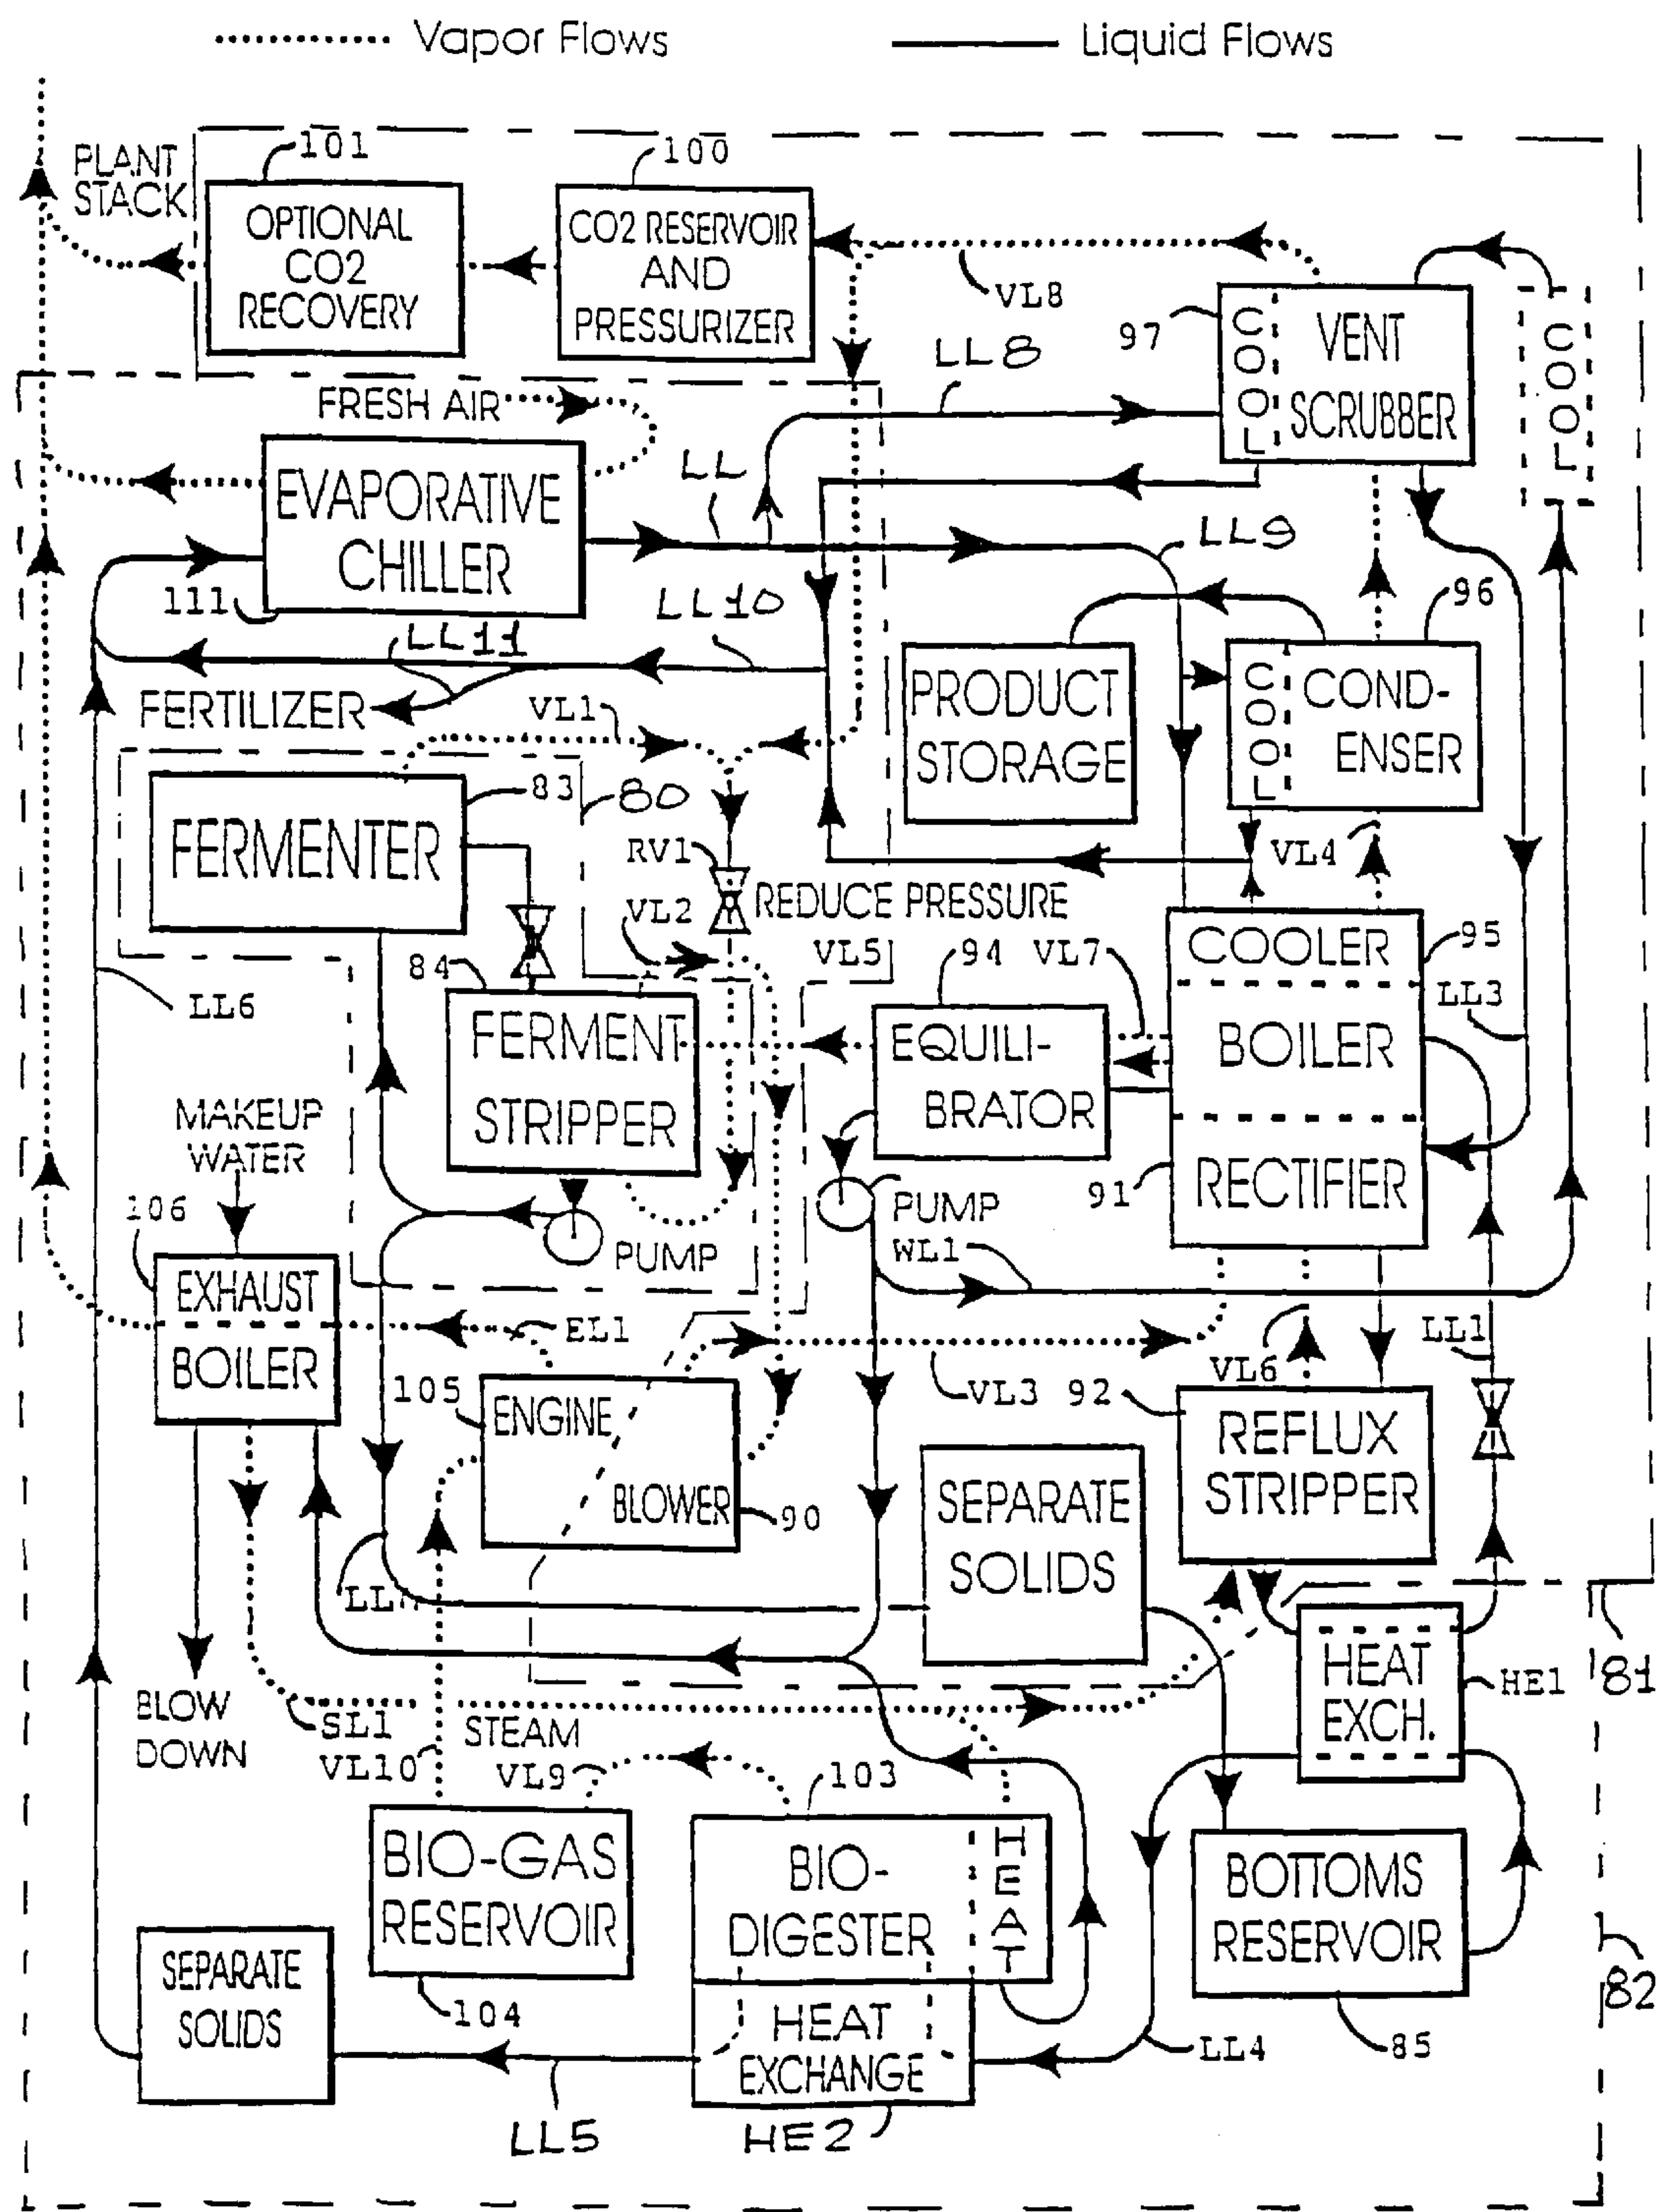 Vapor Flows
Liquid Flows
PLANT
STACK
101
100
OPTIONAL
CO2
RECOVERY
CO2 RESERVOIR
AND
PRESSURIZER
VL8
97
COOL
VENT
SCRUBBER
COOL
LL8
FRESH AIR
LL
EVAPORATIVE
CHILLER
LL9
111
LL10
96
LL11
FERTILIZER
VL1
PRODUCT
STORAGE
COOL
COND-
ENSER
83
80
FERMENTER
RV1
VL4
REDUCE PRESSURE
VL2
VL5
94
VL7
COOLER
95
84
LL6
LL3
FERMENT
STRIPPER
EQUILI-
BRATOR
BOILER
MAKEUP
WATER
91
RECTIFIER
106
PUMP
PUMP
WL1
EXHAUST
BOILER
EL1
LL1
VL6
105
VL3
92
ENGINE
BLOWER
90
REFLUX
STRIPPER
SEPARATE
SOLIDS
HEAT
EXCH.
HE1
81
BLOW
DOWN
SL1
STEAM
VL10
VL9
103
BIO-GAS
RESERVOIR
BIO-
DIGESTER
HEAT
BOTTOMS
RESERVOIR
SEPARATE
SOLIDS
82
104
HEAT
EXCHANGE
LL4
85
LL5
HE2